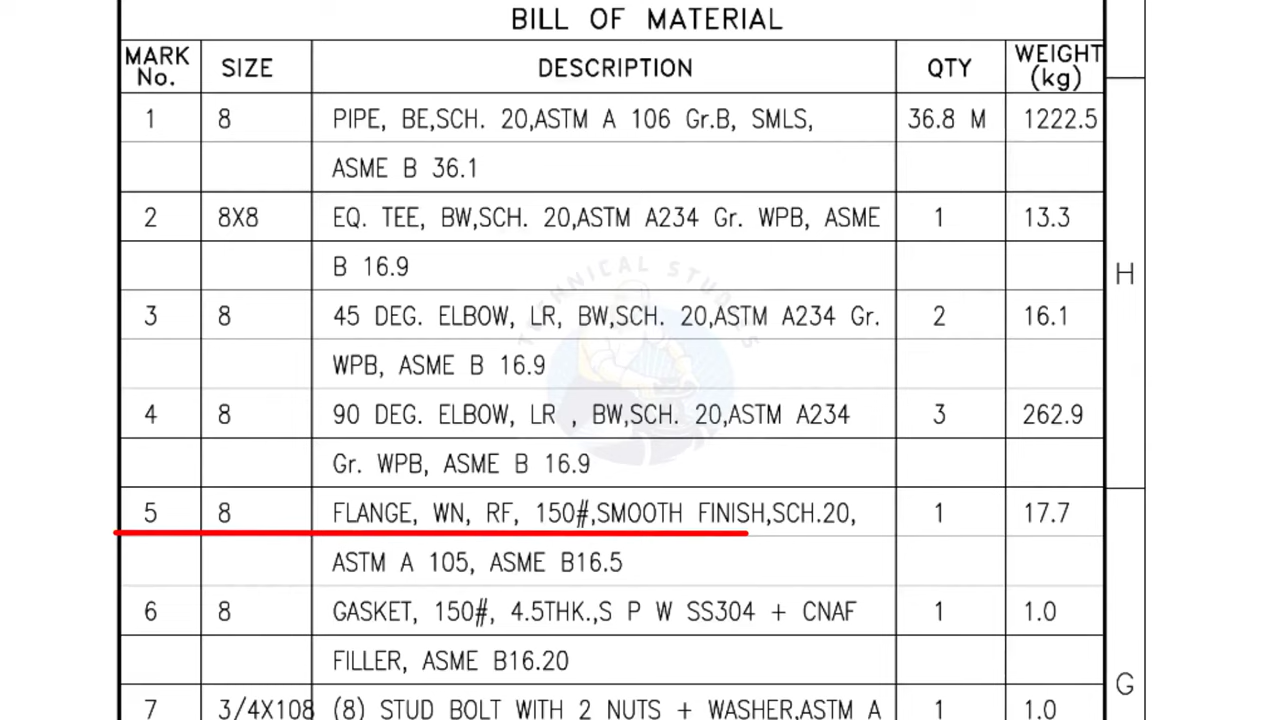 BILL OF MATERIAL
MARK No. SIZE DESCRIPTION QTY WEIGHT (kg)
1 8 PIPE, BE,SCH. 20,ASTM A 106 Gr.B, SMLS, 36.8 M 1222.5
ASME B 36.1
2 8X8 EQ. TEE, BW,SCH. 20,ASTM A234 Gr. WPB, ASME 1 13.3
B 16.9
TECHNICAL STUDIES
H
3 8 45 DEG. ELBOW, LR, BW,SCH. 20,ASTM A234 Gr. 2 16.1
WPB, ASME B 16.9
4 8 90 DEG. ELBOW, LR , BW,SCH. 20,ASTM A234 3 262.9
Gr. WPB, ASME B 16.9
5 8 FLANGE, WN, RF, 150#,SMOOTH FINISH,SCH.20, 1 17.7
ASTM A 105, ASME B16.5
6 8 GASKET, 150#, 4.5THK.,S P W SS304 + CNAF 1 1.0
FILLER, ASME B16.20
G
7 3/4X108 (8) STUD BOLT WITH 2 NUTS + WASHER,ASTM A 1 1.0